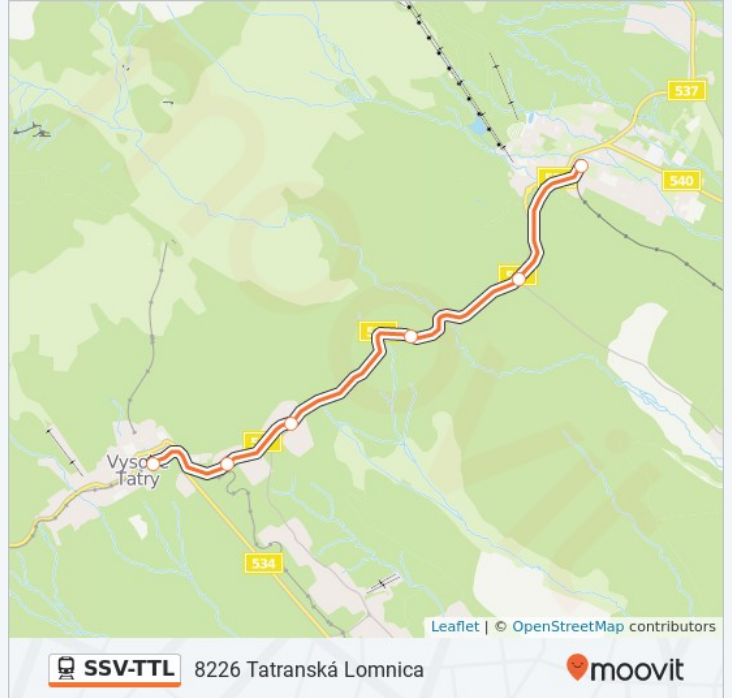 537
540
Vysoké
Tatry
534
Leaflet | © OpenStreetMap contributors
SSV-TTL 8226 Tatranská Lomnica moovit